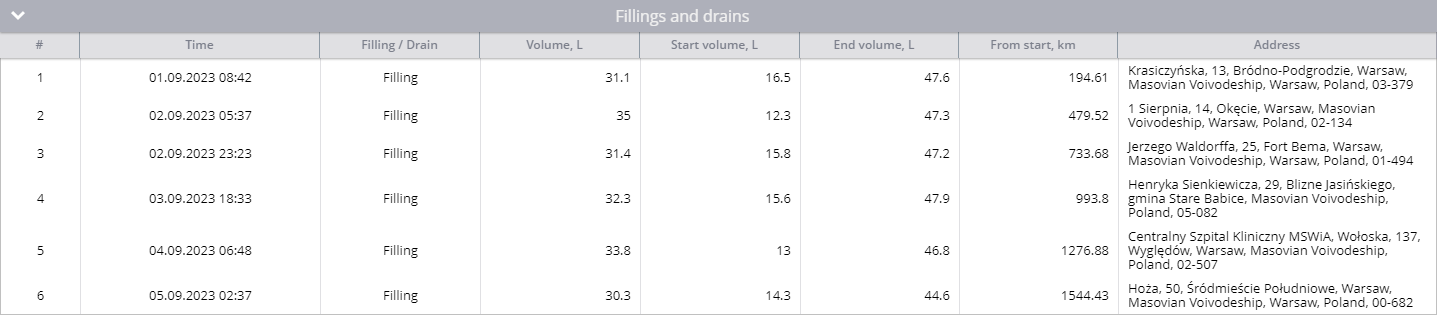 Fillings and drains
# Time Filling / Drain Volume, L Start volume, L End volume, L From start, km Address
1 01.09.2023 08:42 Filling 31.1 16.5 47.6 194.61 Krasiczyńska, 13, Bródno-Podgrodzie, Warsaw,
Masovian Voivodeship, Warsaw, Poland, 03-379
2 02.09.2023 05:37 Filling 35 12.3 47.3 479.52 1 Sierpnia, 14, Okęcie, Warsaw, Masovian
Voivodeship, Warsaw, Poland, 02-134
3 02.09.2023 23:23 Filling 31.4 15.8 47.2 733.68 Jerzego Waldorffa, 25, Fort Bema, Warsaw,
Masovian Voivodeship, Warsaw, Poland, 01-494
4 03.09.2023 18:33 Filling 32.3 15.6 47.9 993.8 Henryka Sienkiewicza, 29, Blizne Jasińskiego,
gmina Stare Babice, Masovian Voivodeship,
Poland, 05-082
5 04.09.2023 06:48 Filling 33.8 13 46.8 1276.88 Centralny Szpital Kliniczny MSWiA, Wołoska, 137,
Wyględów, Warsaw, Masovian Voivodeship,
Poland, 02-507
6 05.09.2023 02:37 Filling 30.3 14.3 44.6 1544.43 Hoża, 50, Śródmieście Południowe, Warsaw,
Masovian Voivodeship, Warsaw, Poland, 00-682